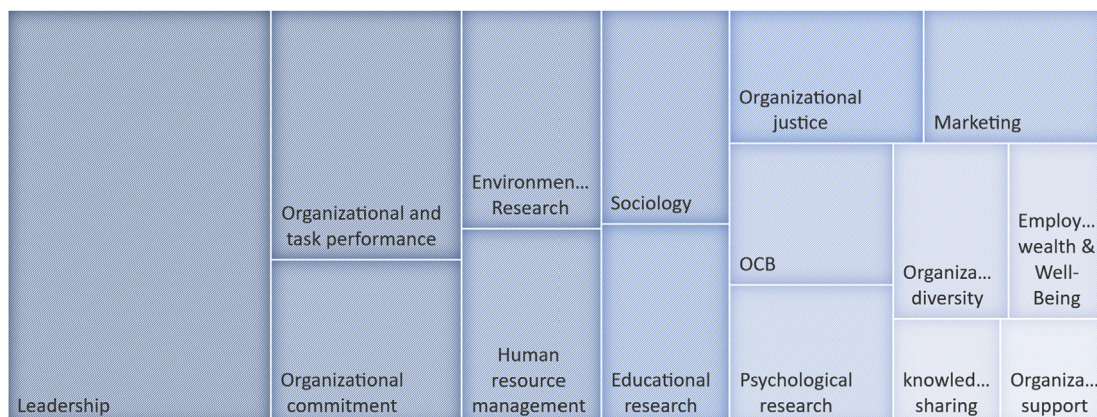 Leadership
Organizational and
task performance
Organizational
commitment
Environmen...
Research
Human
resource
management
Sociology
Educational
research
Organizational
justice
Marketing
OCB
Psychological
research
Organiza...
diversity
Employ...
wealth &
Well-
Being
knowled...
sharing
Organiza...
support